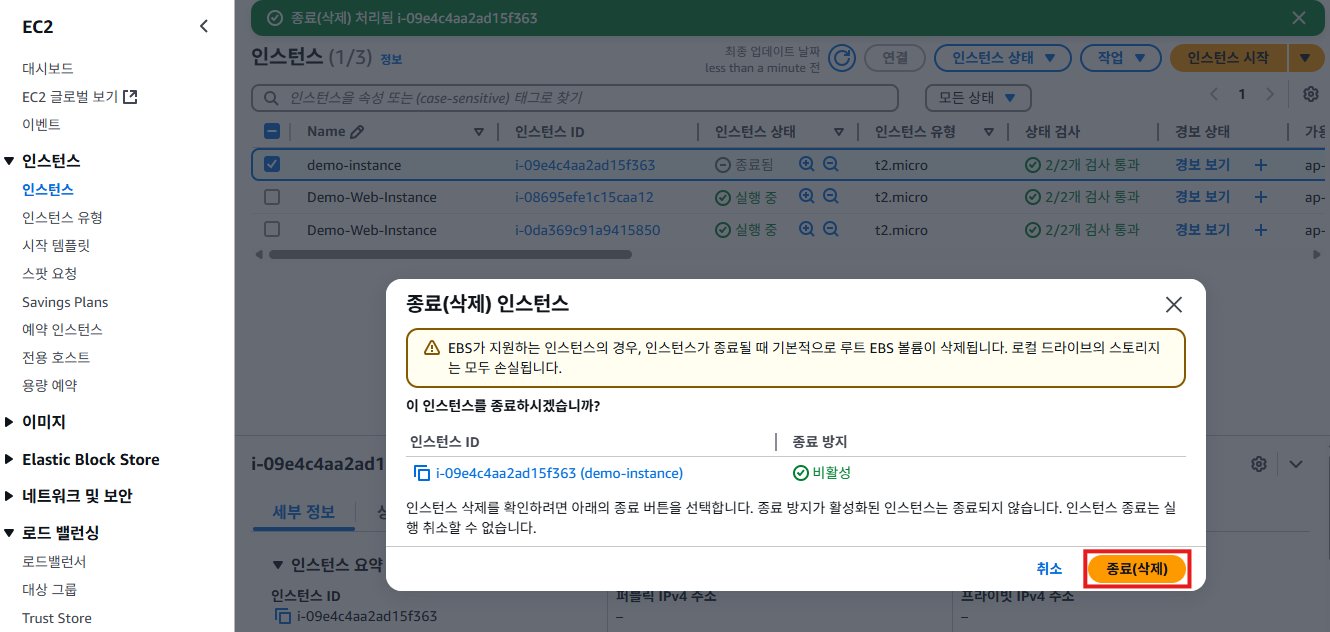 EC2
대시보드
EC2 글로벌 보기
이벤트
인스턴스
인스턴스
인스턴스 유형
시작 템플릿
스팟 요청
Savings Plans
예약 인스턴스
전용 호스트
용량 예약
이미지
Elastic Block Store
네트워크 및 보안
로드 밸런싱
로드밸런서
대상 그룹
Trust Store
종료(삭제) 처리됨 i-09e4c4aa2ad15f363
인스턴스 (1/3) 정보
최종 업데이트 날짜
less than a minute 전
연결
인스턴스 상태
작업
인스턴스 시작
인스턴스을 속성 또는 (case-sensitive) 태그로 찾기
모든 상태
1
Name 인스턴스 ID 인스턴스 상태 인스턴스 유형 상태 검사 경보 상태 가용
demo-instance i-09e4c4aa2ad15f363 종료됨 t2.micro 2/2개 검사 통과 경보 보기 ap-
Demo-Web-Instance i-08695efe1c15caa12 실행 중 t2.micro 2/2개 검사 통과 경보 보기 ap-
Demo-Web-Instance i-0da369c91a9415850 실행 중 t2.micro 2/2개 검사 통과 경보 보기 ap-
종료(삭제) 인스턴스
EBS가 지원하는 인스턴스의 경우, 인스턴스가 종료될 때 기본적으로 루트 EBS 볼륨이 삭제됩니다. 로컬 드라이브의 스토리지
는 모두 손실됩니다.
이 인스턴스를 종료하시겠습니까?
인스턴스 ID 종료 방지
i-09e4c4aa2ad15f363 (demo-instance) 비활성
인스턴스 삭제를 확인하려면 아래의 종료 버튼을 선택합니다. 종료 방지가 활성화된 인스턴스는 종료되지 않습니다. 인스턴스 종료는 실
행 취소할 수 없습니다.
취소
종료(삭제)
i-09e4c4aa2ad1
세부 정보
인스턴스 요약
인스턴스 ID 퍼블릭 IPv4 주소 프라이빗 IPv4 주소
i-09e4c4aa2ad15f363 – –